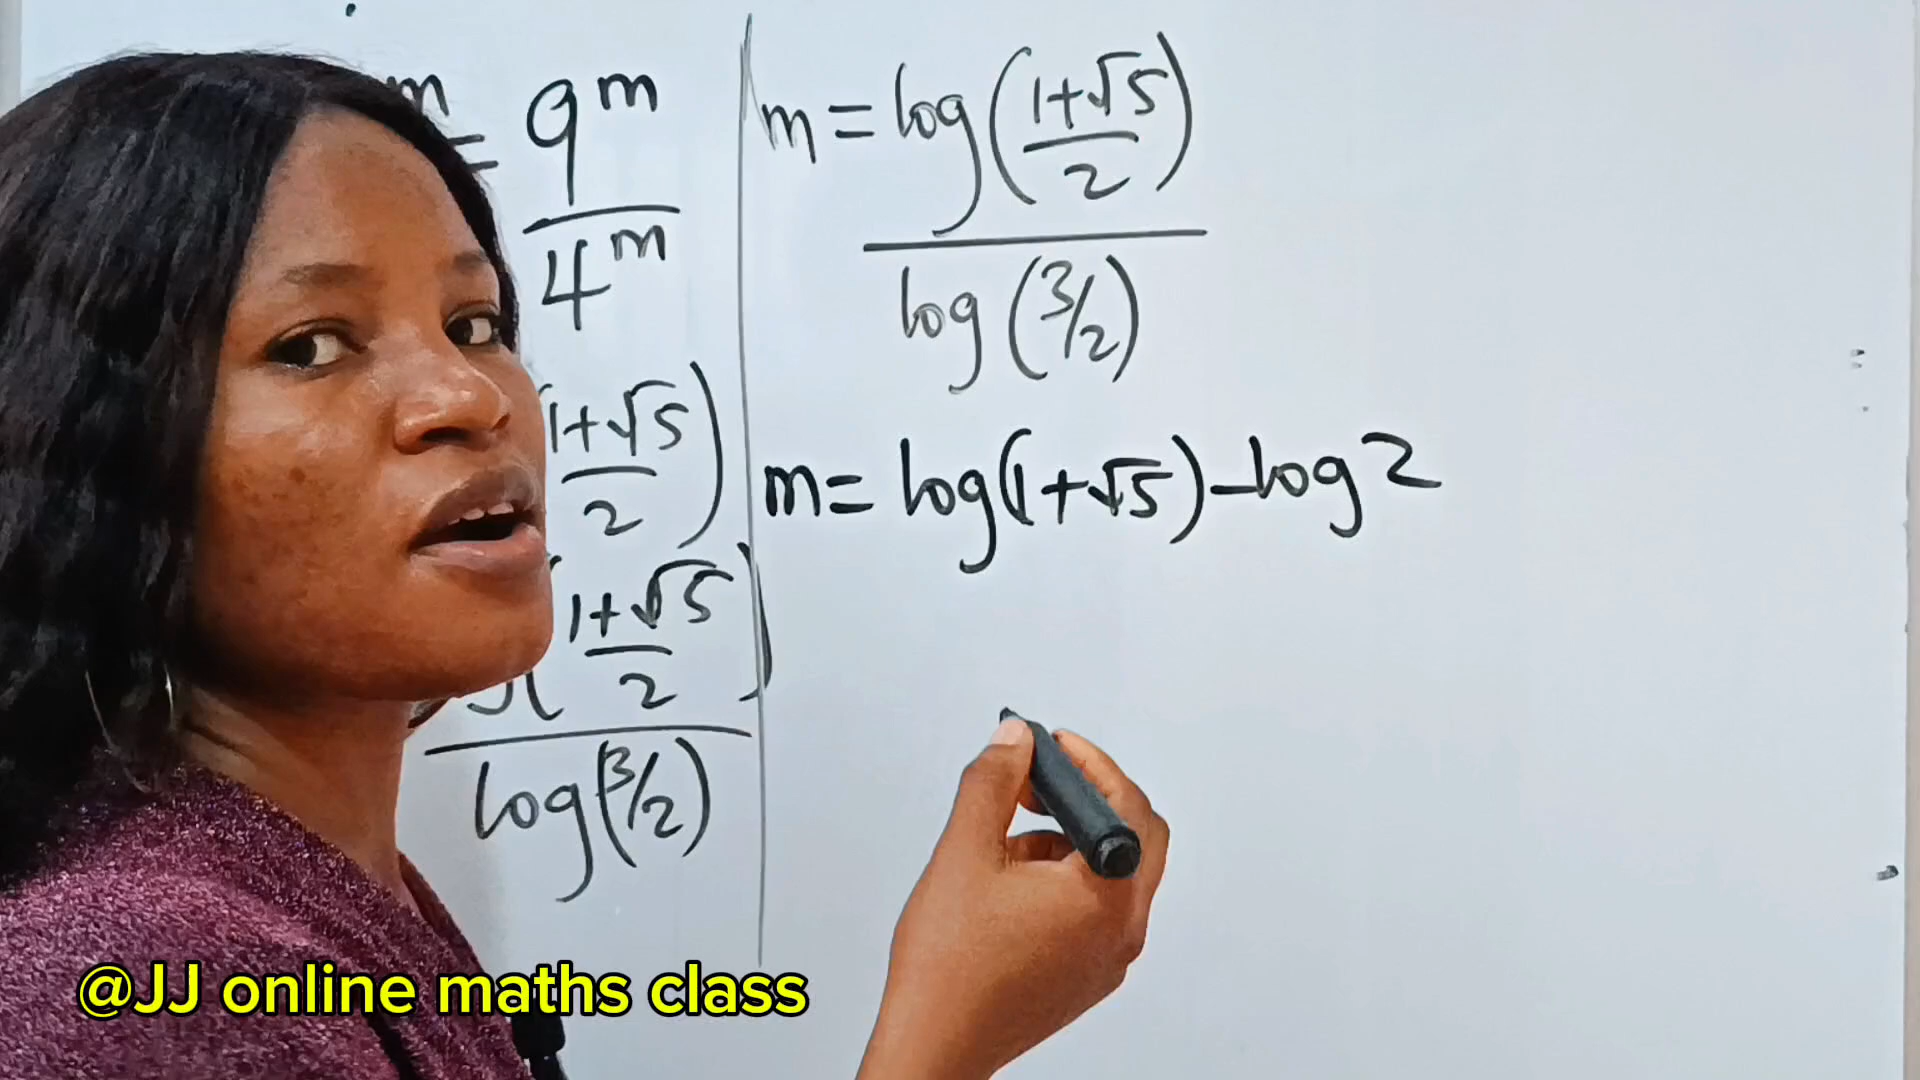 m = 9^m
4^m
1+√5
2
)
1+√5
2
)
log(3/2)
m = log(1+√5
2)
log(3/2)
m = log(1+√5) - log 2
@JJ online maths class